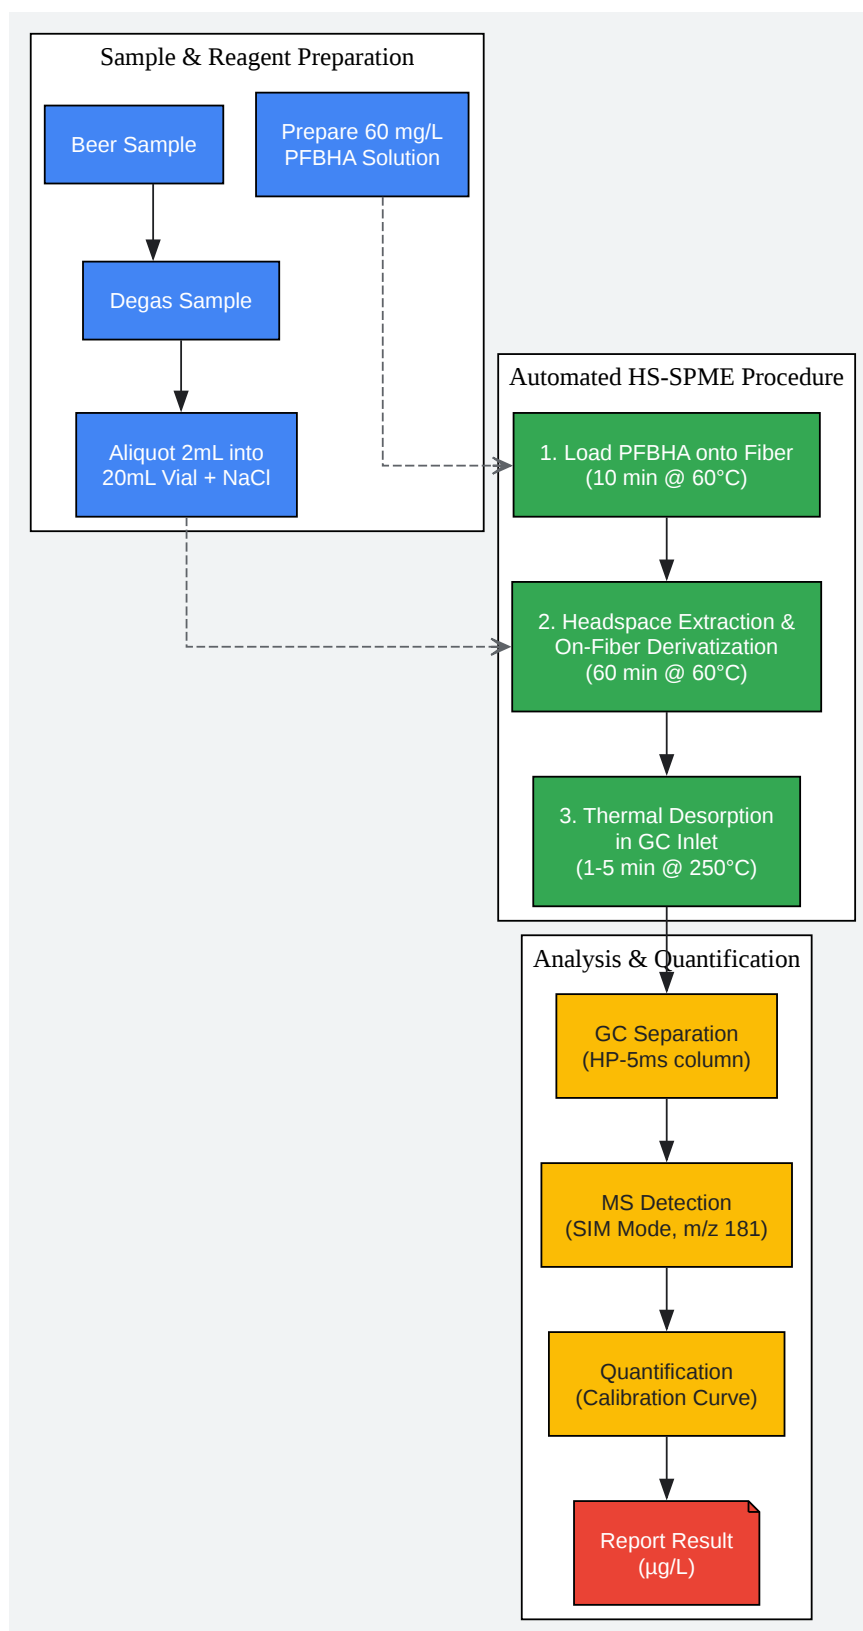 Sample & Reagent Preparation
Beer Sample
Prepare 60 mg/L
PFBHA Solution
Degas Sample
Aliquot 2mL into
20mL Vial + NaCl
Automated HS-SPME Procedure
1. Load PFBHA onto Fiber
(10 min @ 60°C)
2. Headspace Extraction &
On-Fiber Derivatization
(60 min @ 60°C)
3. Thermal Desorption
in GC Inlet
(1-5 min @ 250°C)
Analysis & Quantification
GC Separation
(HP-5ms column)
MS Detection
(SIM Mode, m/z 181)
Quantification
(Calibration Curve)
Report Result
(µg/L)